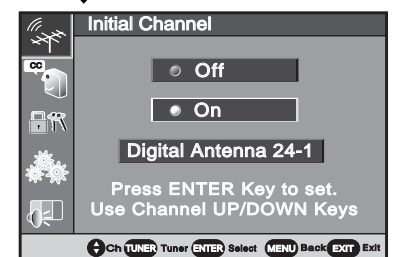 Initial Channel
CC
Off
On
Digital Antenna 24-1
Press ENTER Key to set.
Use Channel UP/DOWN Keys
Ch TUNER Tuner ENTER Select MENU Back EXIT Exit